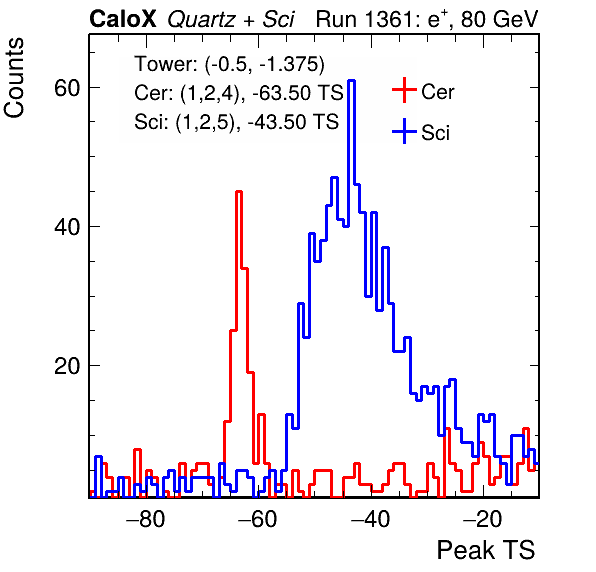 CaloX Quartz + Sci Run 1361: e⁺, 80 GeV
Counts
Tower: (-0.5, -1.375)
Cer: (1,2,4), -63.50 TS
Sci: (1,2,5), -43.50 TS
Cer
Sci
60
40
20
−80 −60 −40 −20
Peak TS